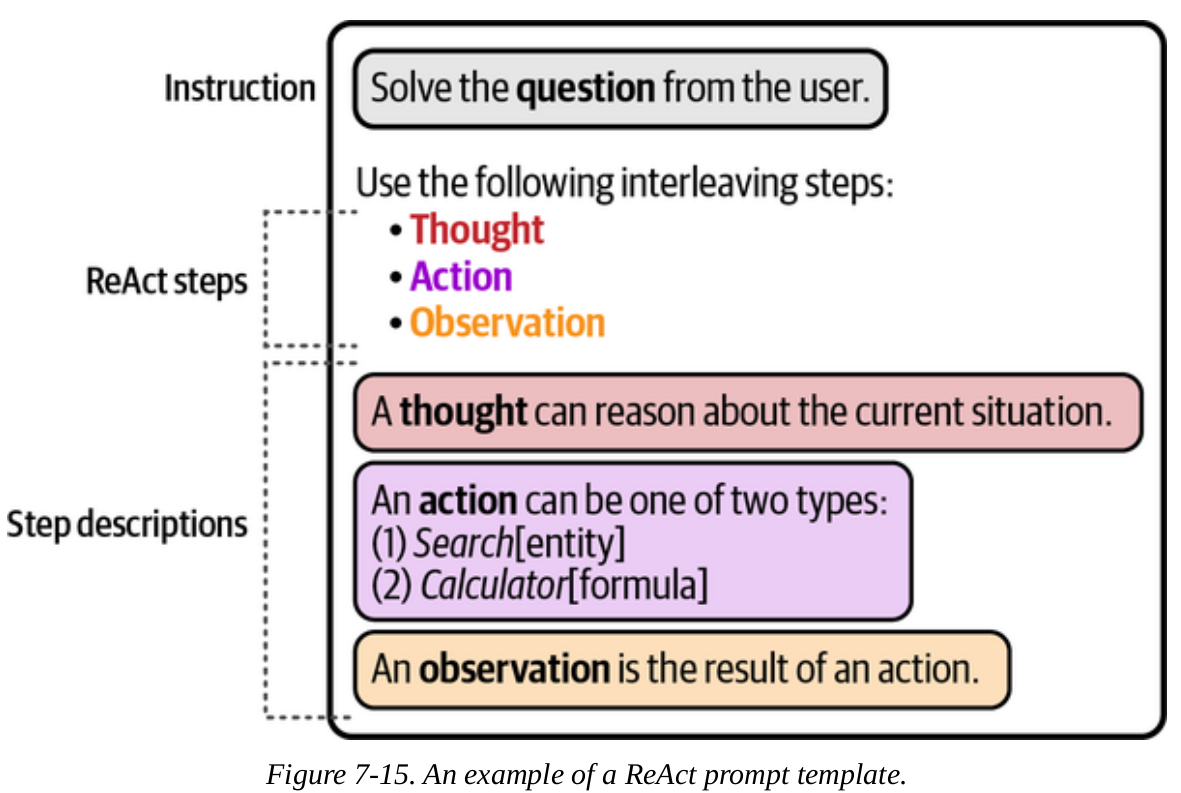 Instruction
Solve the question from the user.
Use the following interleaving steps:
ReAct steps
• Thought
• Action
• Observation
Step descriptions
A thought can reason about the current situation.
An action can be one of two types:
(1) Search[entity]
(2) Calculator[formula]
An observation is the result of an action.
Figure 7-15. An example of a ReAct prompt template.